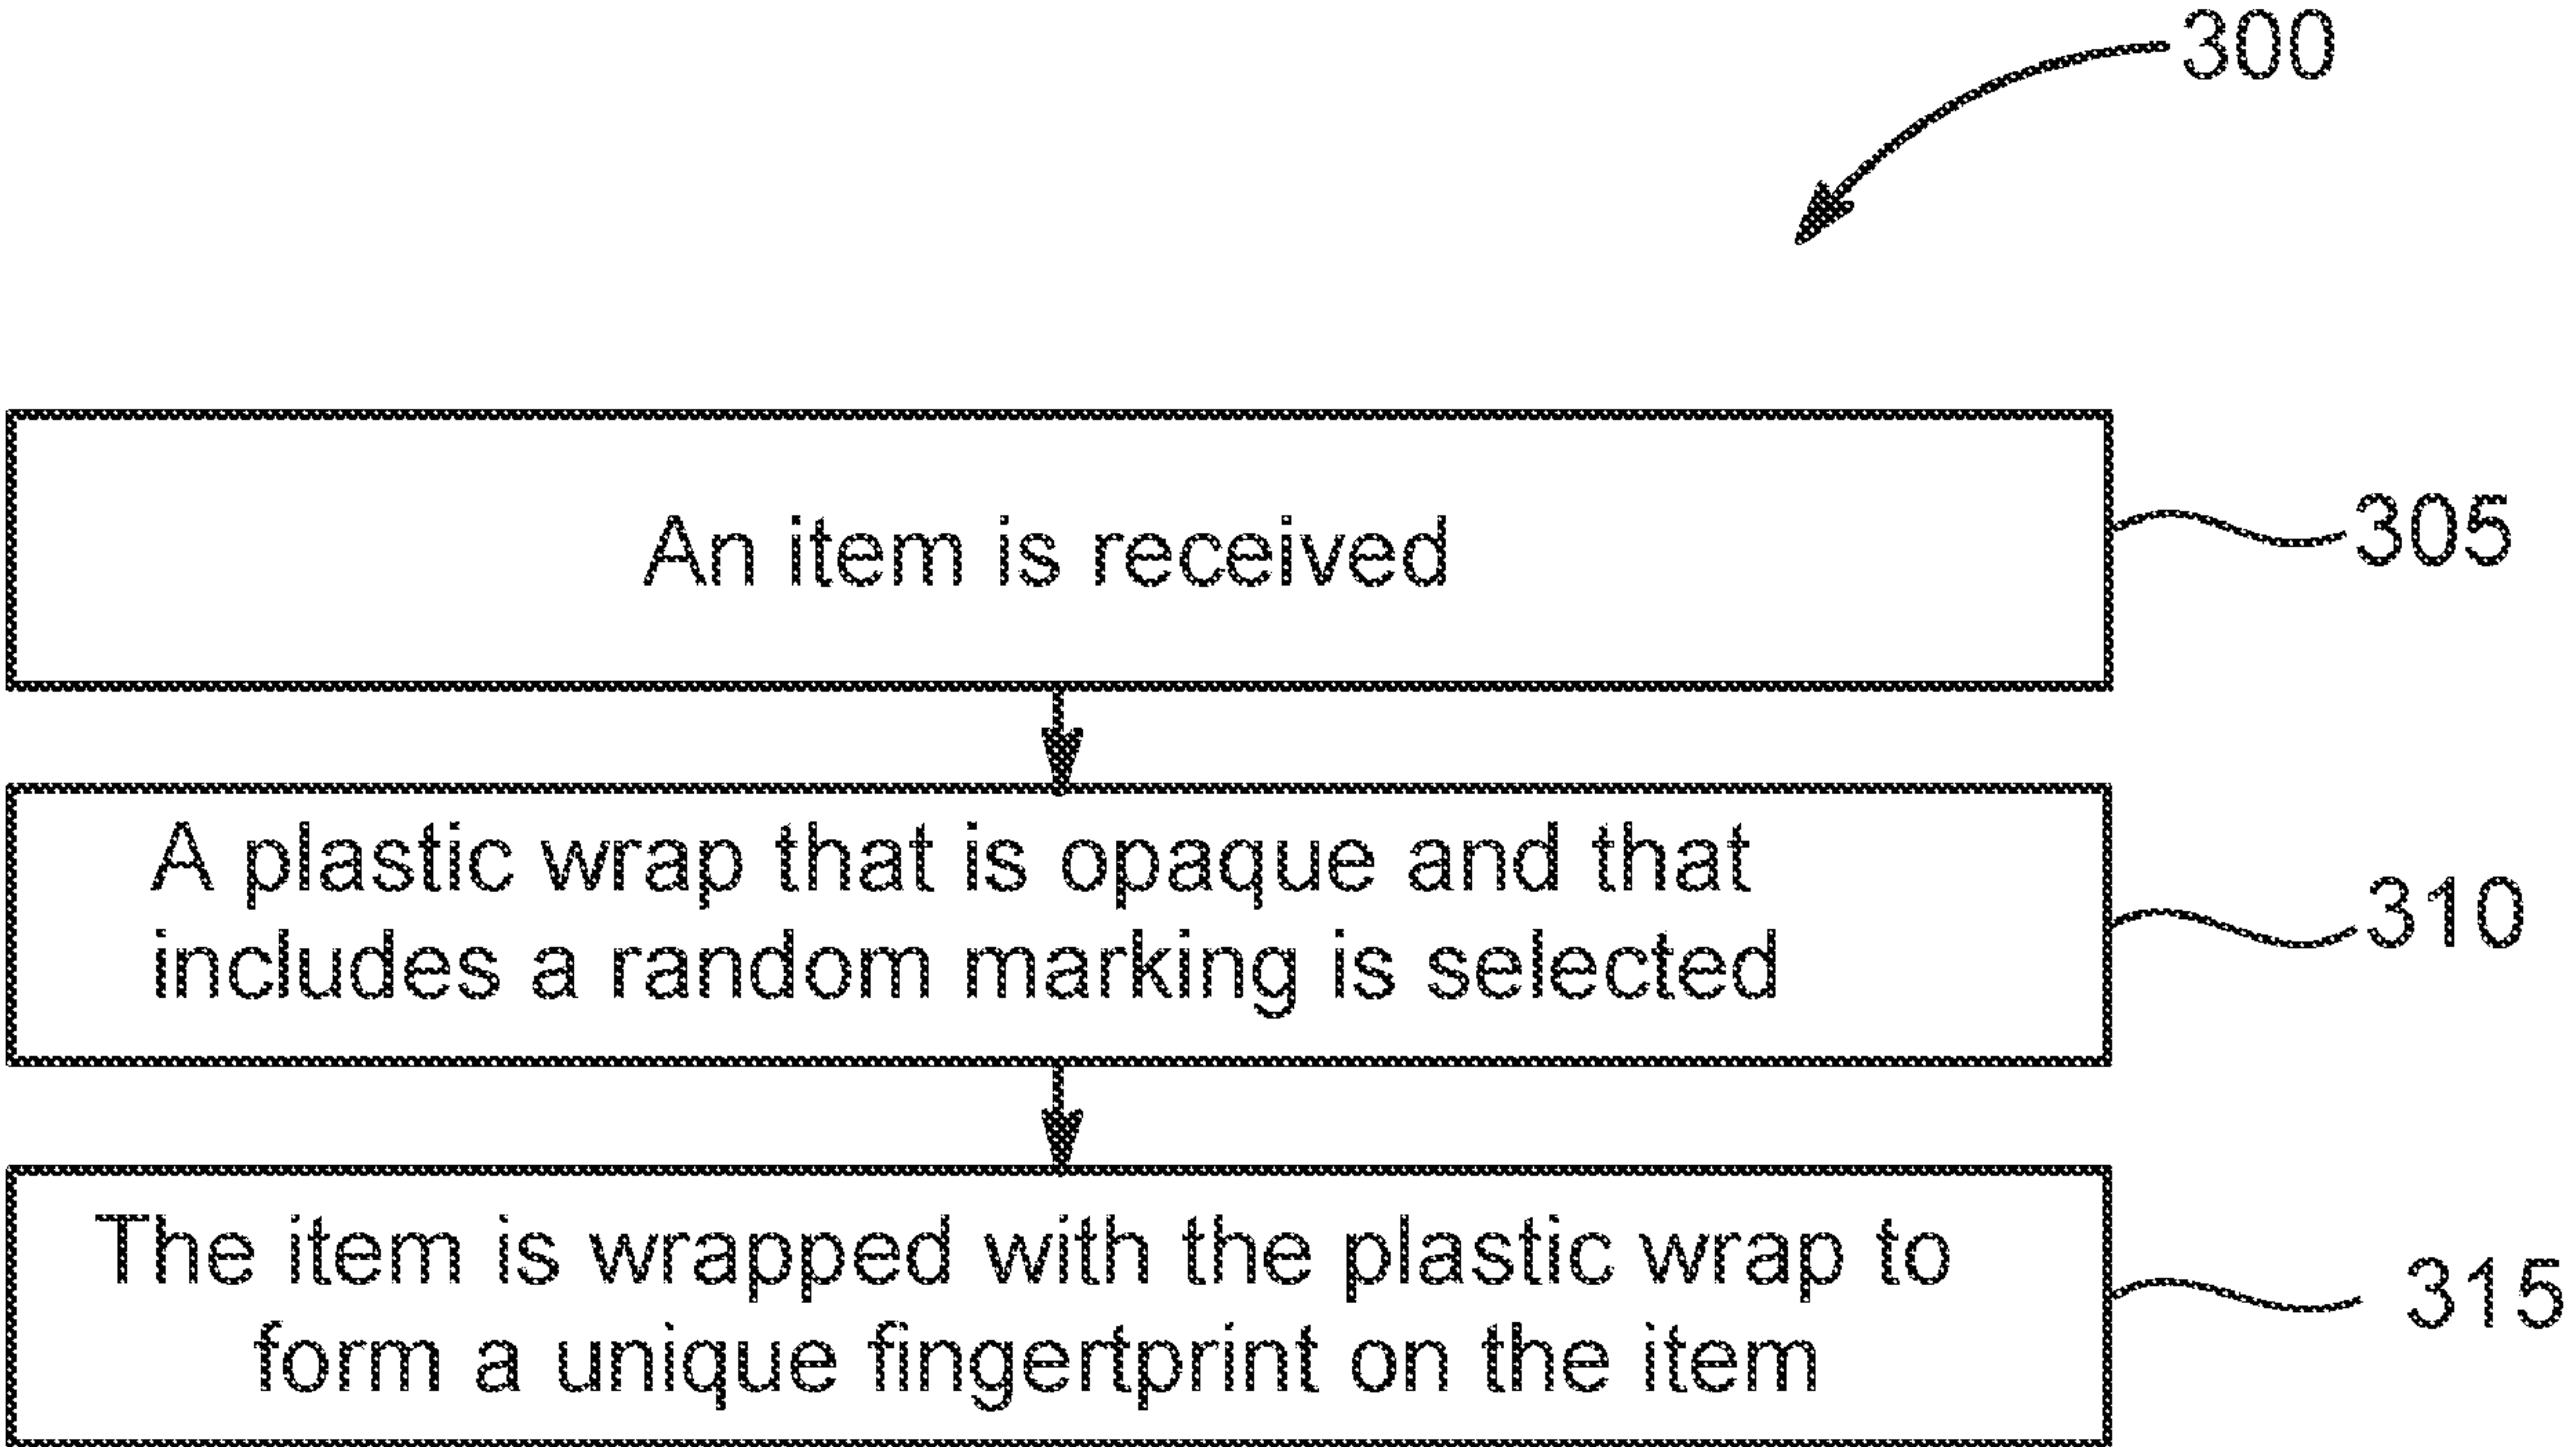 300
An item is received
305
A plastic wrap that is opaque and that
includes a random marking is selected
310
The item is wrapped with the plastic wrap to
form a unique fingertprint on the item
315